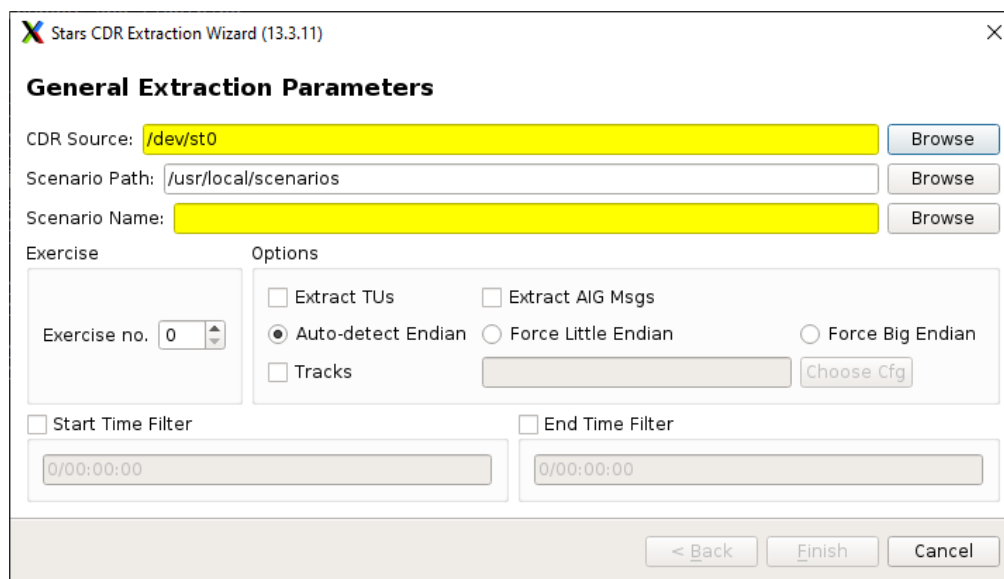 Stars CDR Extraction Wizard (13.3.11)
General Extraction Parameters
CDR Source: /dev/st0 Browse
Scenario Path: /usr/local/scenarios Browse
Scenario Name: Browse
Exercise Options
Extract TUs Extract AIG Msgs
Exercise no. 0 Auto-detect Endian Force Little Endian Force Big Endian
Tracks Choose Cfg
Start Time Filter End Time Filter
0/00:00:00 0/00:00:00
< Back Finish Cancel